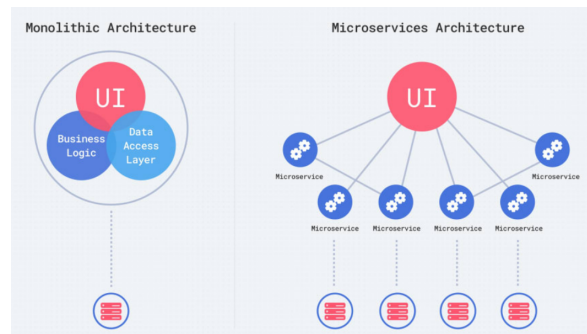 Monolithic Architecture
Microservices Architecture
UI
Business
Logic
Data
Access
Layer
UI
Microservice
Microservice
Microservice
Microservice
Microservice
Microservice